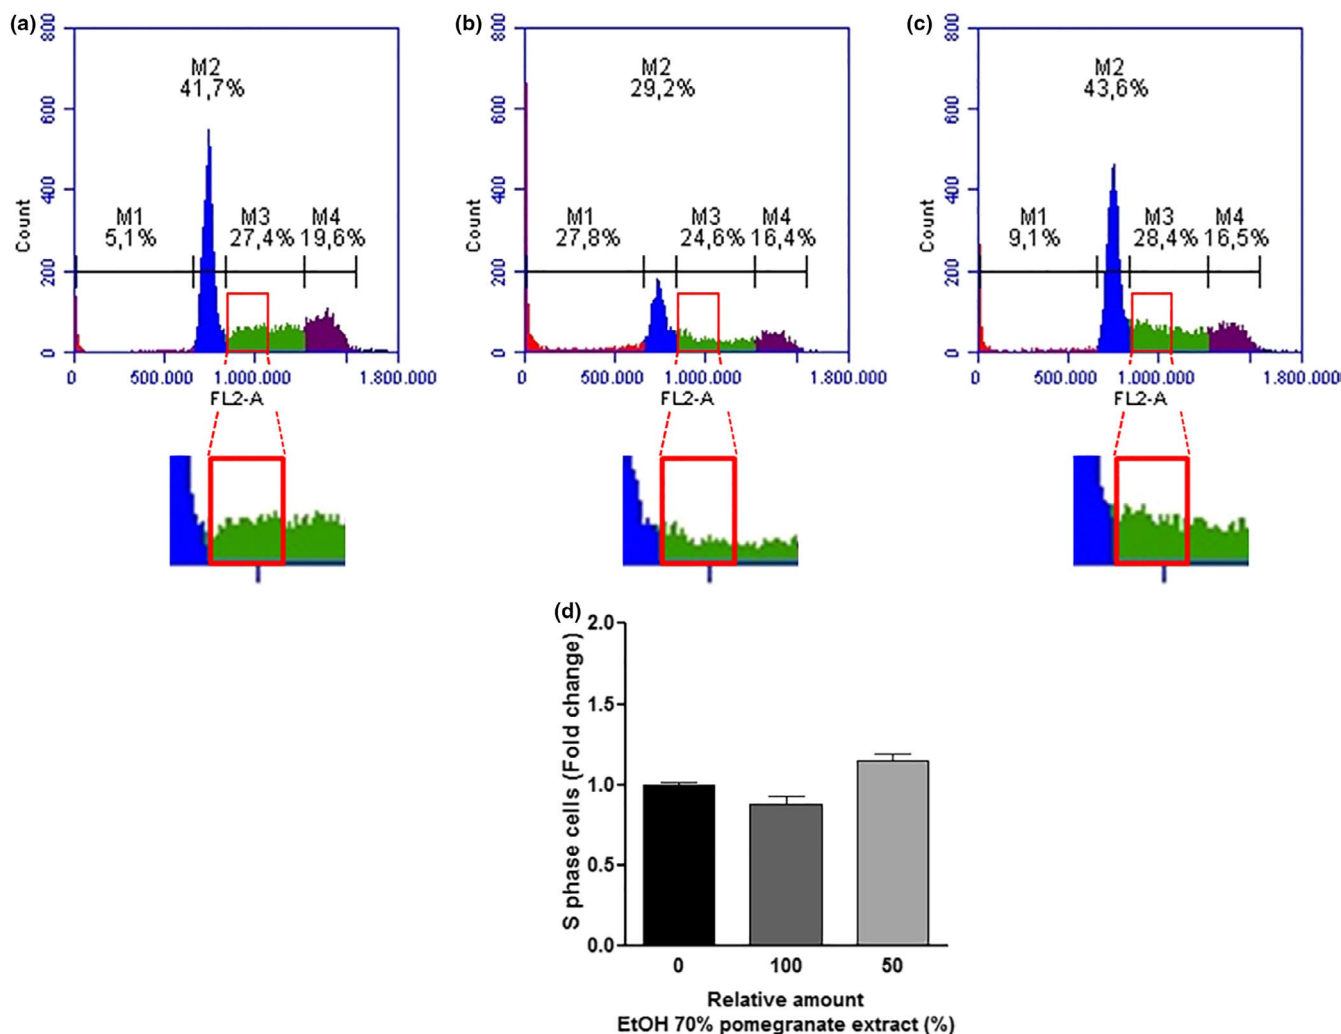 (a)
800
600
400
200
0
Count
M2
41,7%
M1
5,1%
M3
27,4%
M4
19,6%
0 500.000 1.000.000 1.800.000
FL2-A
(b)
800
600
400
200
0
Count
M2
29,2%
M1
27,8%
M3
24,6%
M4
16,4%
0 500.000 1.000.000 1.800.000
FL2-A
(c)
800
600
400
200
0
Count
M2
43,6%
M1
9,1%
M3
28,4%
M4
16,5%
0 500.000 1.000.000 1.800.000
FL2-A
(d)
2.0
1.5
1.0
0.5
0.0
S phase cells (Fold change)
0 100 50
Relative amount
EtOH 70% pomegranate extract (%)